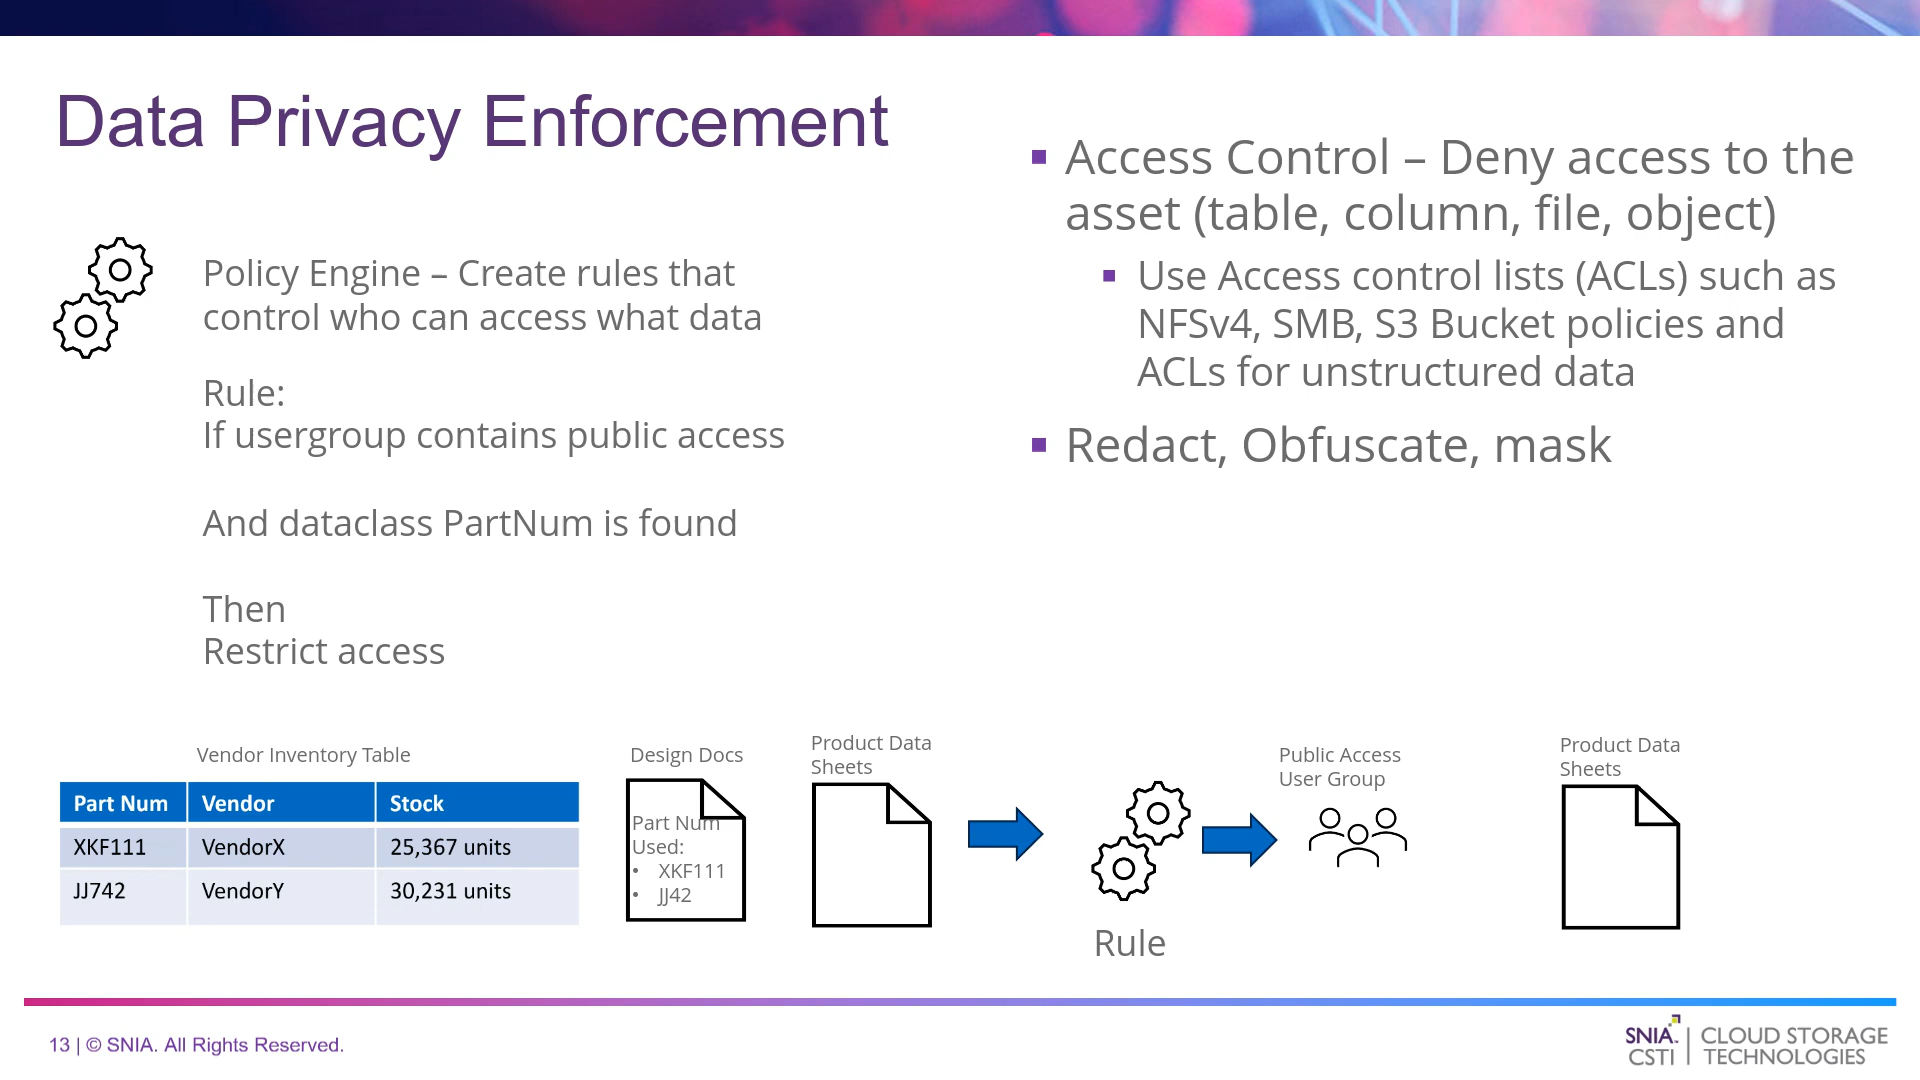 Data Privacy Enforcement
Policy Engine – Create rules that
control who can access what data
Rule:
If usergroup contains public access
And dataclass PartNum is found
Then
Restrict access
▪ Access Control – Deny access to the
asset (table, column, file, object)
▪ Use Access control lists (ACLs) such as
NFSv4, SMB, S3 Bucket policies and
ACLs for unstructured data
▪ Redact, Obfuscate, mask
Vendor Inventory Table
Part Num Vendor Stock
XKF111 VendorX 25,367 units
JJ742 VendorY 30,231 units
Design Docs
Part Num
Used:
• XKF111
• JJ42
Product Data
Sheets
Rule
Public Access
User Group
Product Data
Sheets
13 | © SNIA. All Rights Reserved.
SNIA. | CLOUD STORAGE
CSTI | TECHNOLOGIES